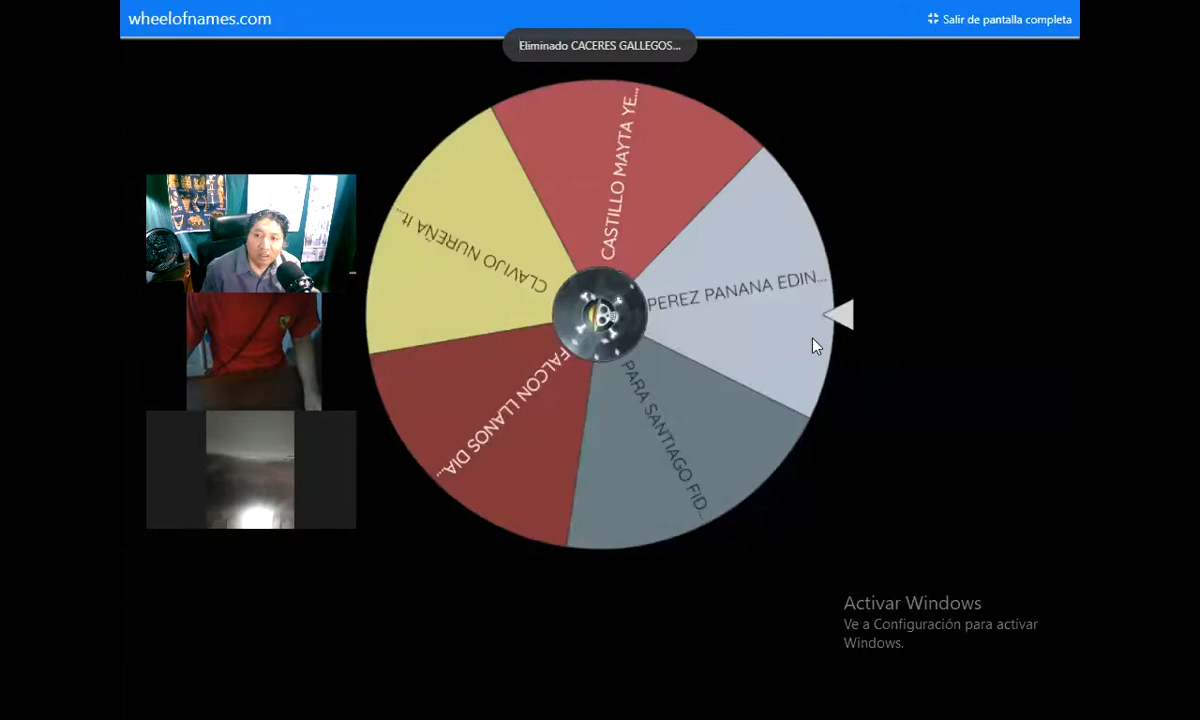 wheelofnames.com
Salir de pantalla completa
Eliminado CACERES GALLEGOS...
CASTILLO MAYTA YE...
CLAVIJO NUREÑA It...
PEREZ PANANA EDIN...
FALCON LLANOS DIA...
PARA SANTIAGO FID...
Activar Windows
Ve a Configuración para activar
Windows.